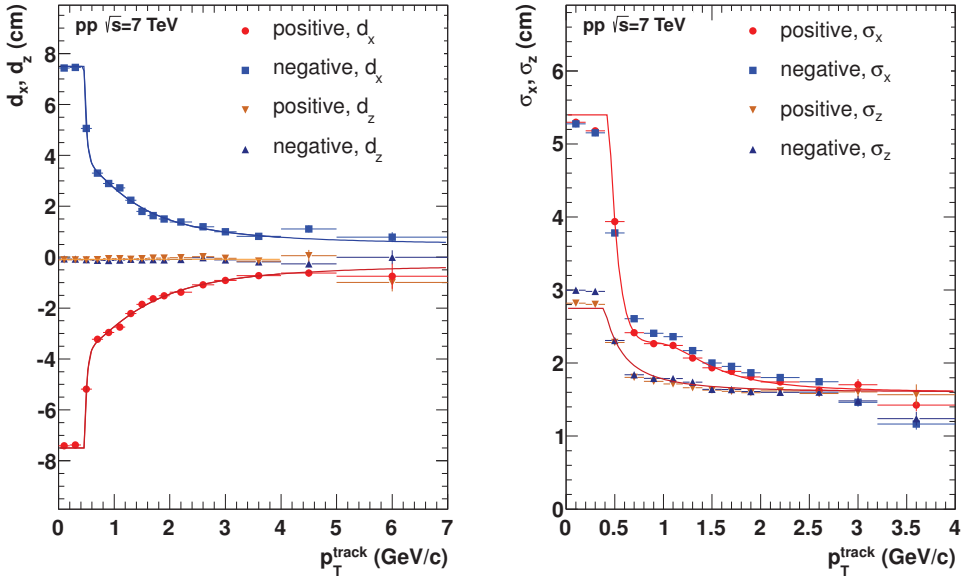 pp √s=7 TeV
positive, d_x
negative, d_x
positive, d_z
negative, d_z
d_x, d_z (cm)
8
6
4
2
0
-2
-4
-6
-8
0 1 2 3 4 5 6 7
p_T^track (GeV/c)
pp √s=7 TeV
positive, σ_x
negative, σ_x
positive, σ_z
negative, σ_z
σ_x, σ_z (cm)
6
5
4
3
2
1
0
0 0.5 1 1.5 2 2.5 3 3.5 4
p_T^track (GeV/c)